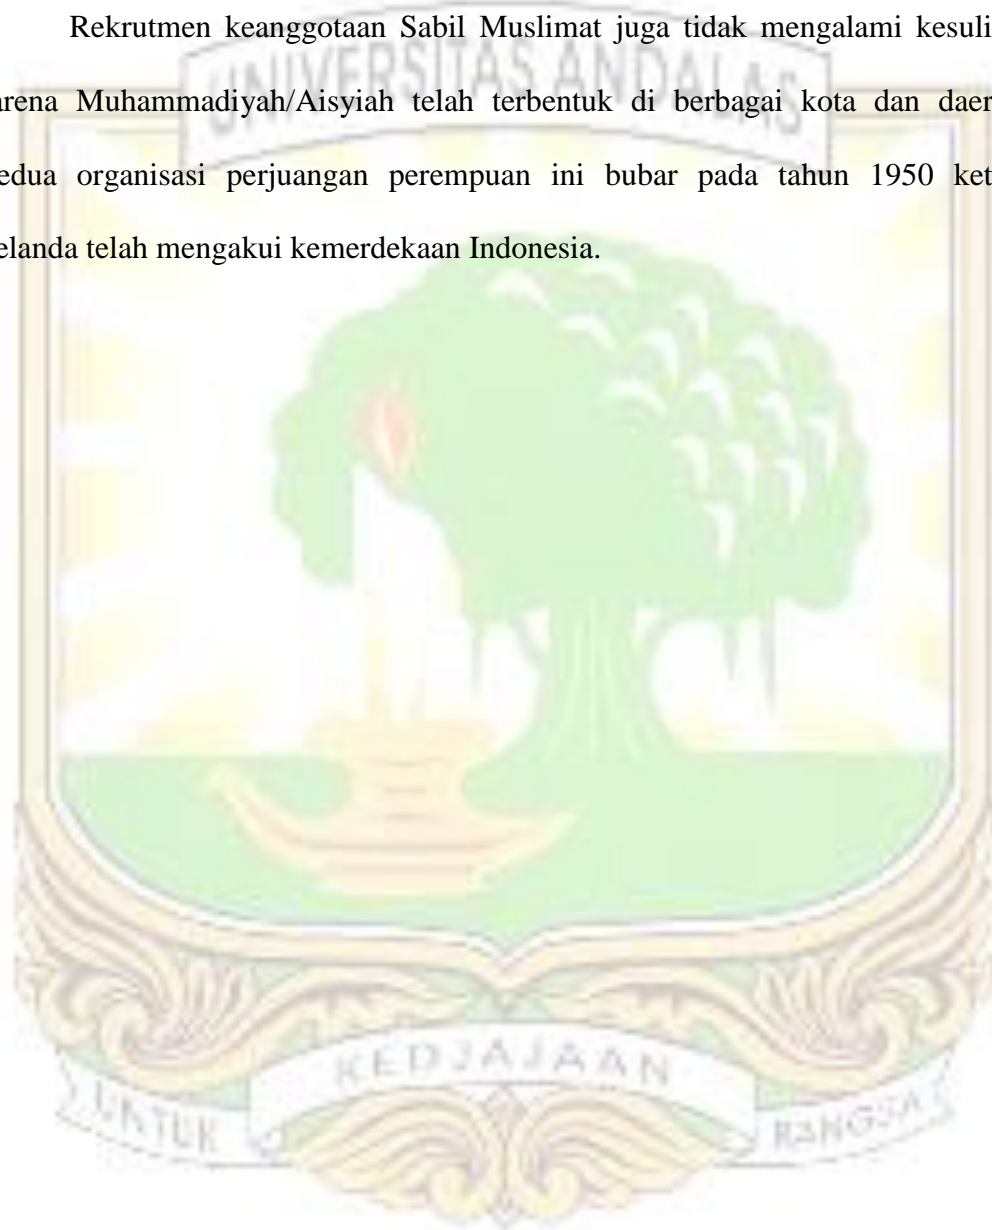 Rekrutmen keanggotaan Sabil Muslimat juga tidak mengalami kesuli
UNIVERSITAS ANDALAS
arena Muhammadiyah/Aisyiah telah terbentuk di berbagai kota dan daer
edua organisasi perjuangan perempuan ini bubar pada tahun 1950 ket
elanda telah mengakui kemerdekaan Indonesia.
KEDJAJAAN
UNTUK BANGSA